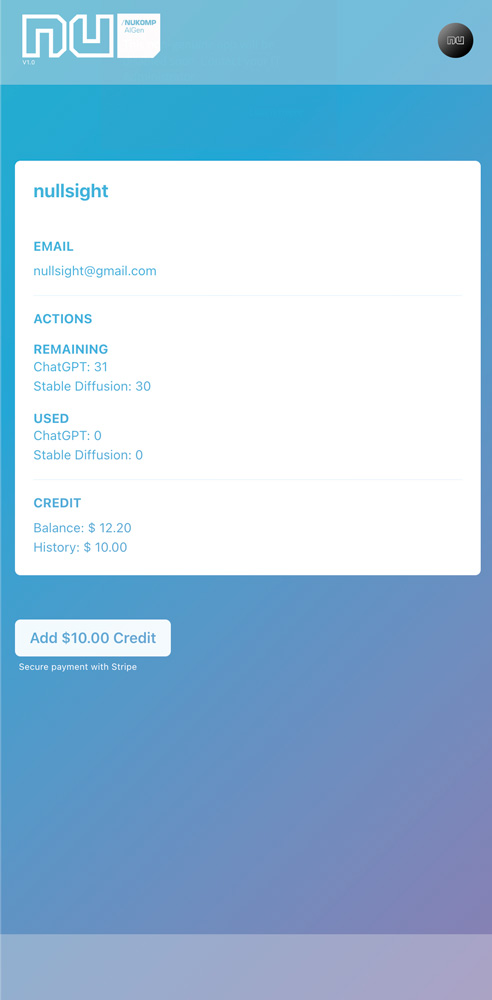 nu
/NUKOMP
AIGen
V1.0
nu
nullsight
EMAIL
nullsight@gmail.com
ACTIONS
REMAINING
ChatGPT: 31
Stable Diffusion: 30
USED
ChatGPT: 0
Stable Diffusion: 0
CREDIT
Balance: $ 12.20
History: $ 10.00
Add $10.00 Credit
Secure payment with Stripe